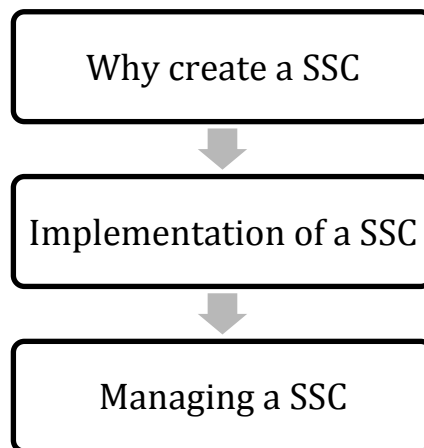 Why create a SSC
Implementation of a SSC
Managing a SSC